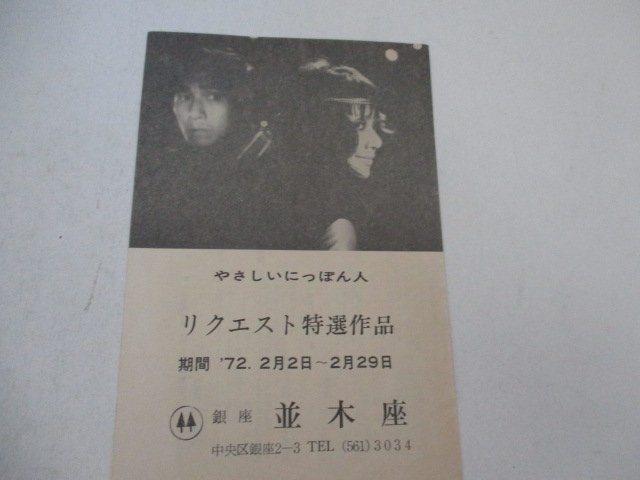 やさしいにっぽん人
リクエスト特選作品
期間 '72. 2月2日～2月29日
銀座 並木座
中央区銀座2―3 TEL (561) 3034